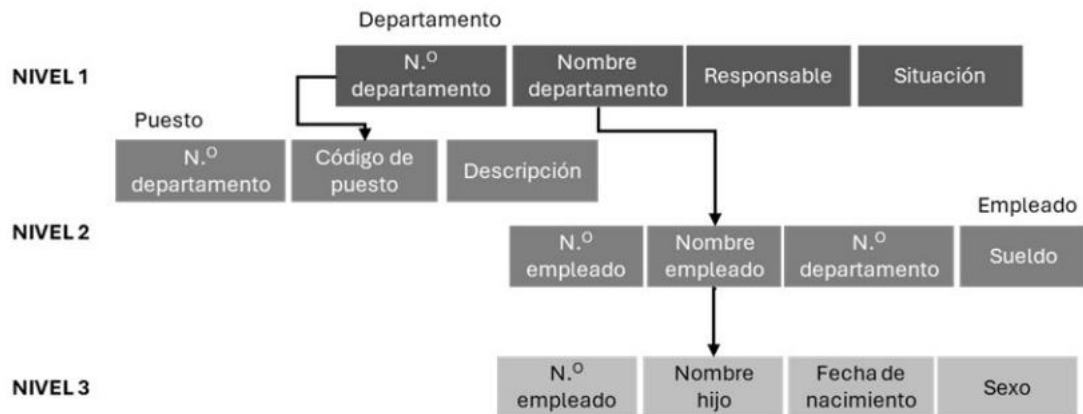 Departamento
NIVEL 1
N.º
departamento
Nombre
departamento
Responsable
Situación
Puesto
N.º
departamento
Código de
puesto
Descripción
NIVEL 2
Empleado
N.º
empleado
Nombre
empleado
N.º
departamento
Sueldo
NIVEL 3
N.º
empleado
Nombre
hijo
Fecha de
nacimiento
Sexo